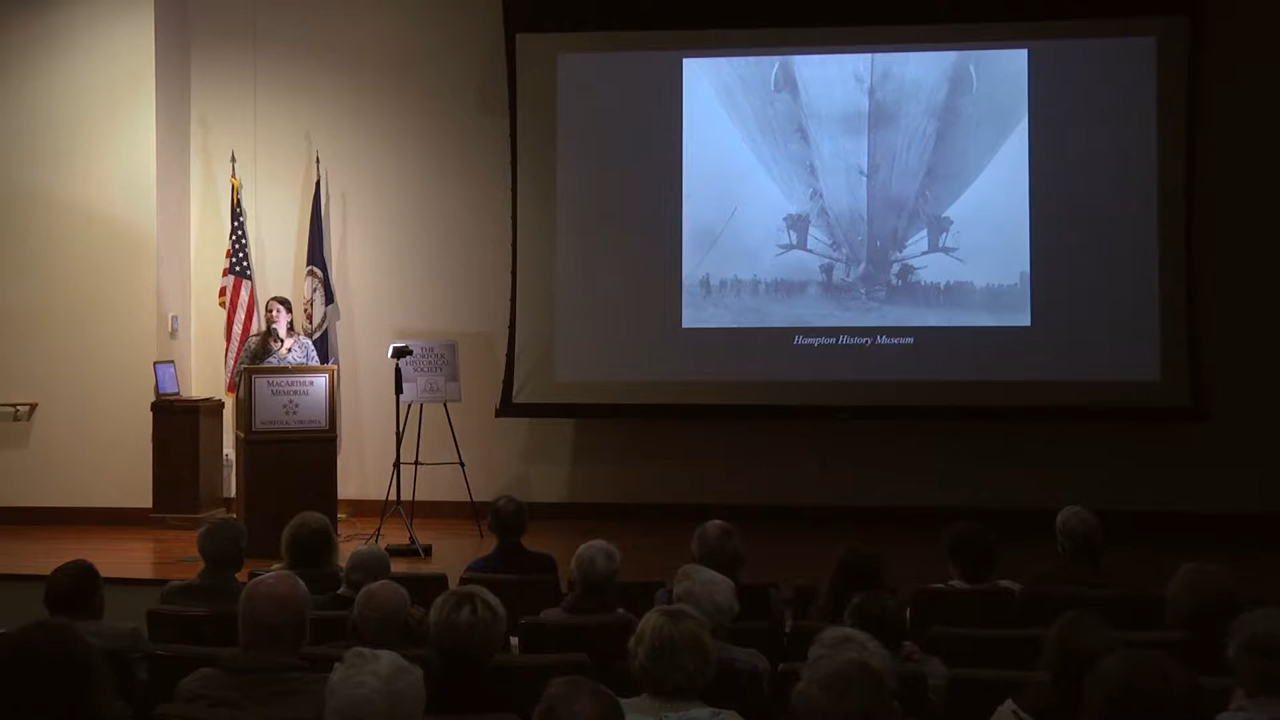 Hampton History Museum
THE
NORFOLK
HISTORICAL
SOCIETY
MACARTHUR
MEMORIAL
NORFOLK, VIRGINIA